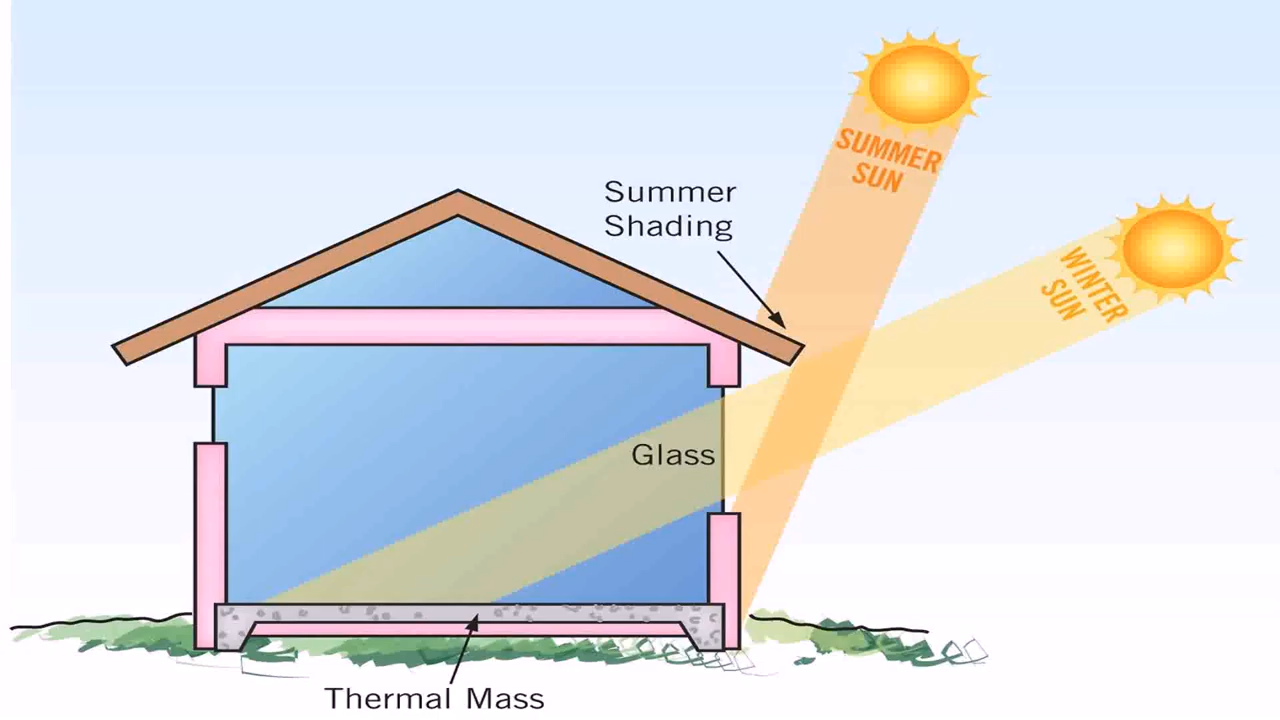 SUMMER
SUN
Summer
Shading
WINTER
SUN
Glass
Thermal Mass